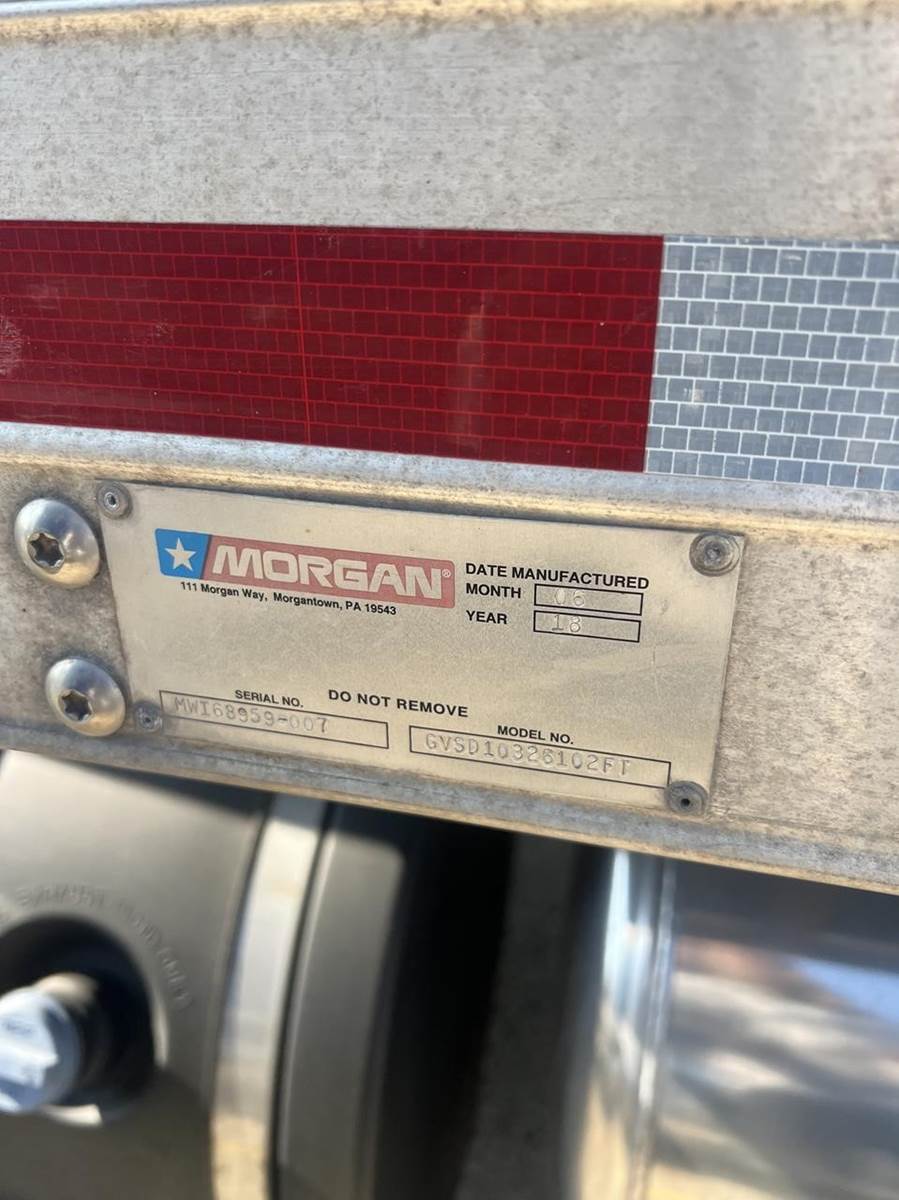 MORGAN®
111 Morgan Way, Morgantown, PA 19543
DATE MANUFACTURED
MONTH 06
YEAR 18
DO NOT REMOVE
SERIAL NO.
MWI68959-007
MODEL NO.
GVSD10326102FT